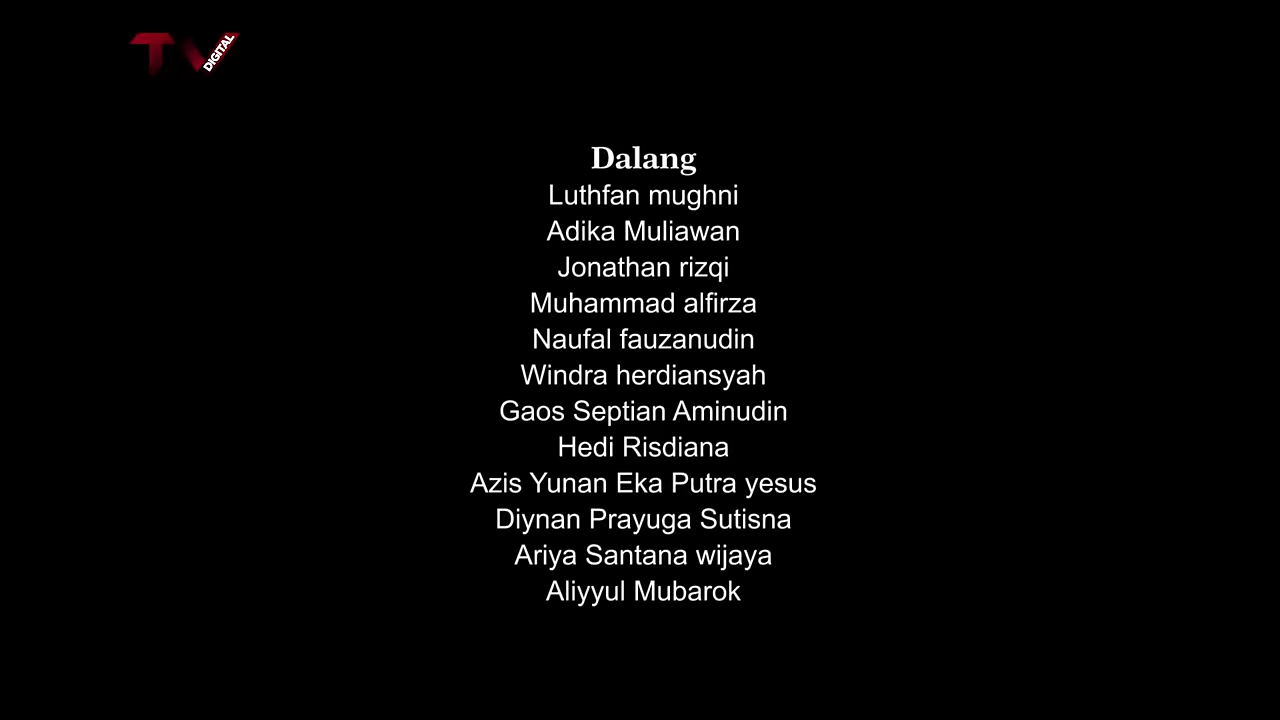 TV DIGITAL
Dalang
Luthfan mughni
Adika Muliawan
Jonathan rizqi
Muhammad alfirza
Naufal fauzanudin
Windra herdiansyah
Gaos Septian Aminudin
Hedi Risdiana
Azis Yunan Eka Putra yesus
Diynan Prayuga Sutisna
Ariya Santana wijaya
Aliyyul Mubarok